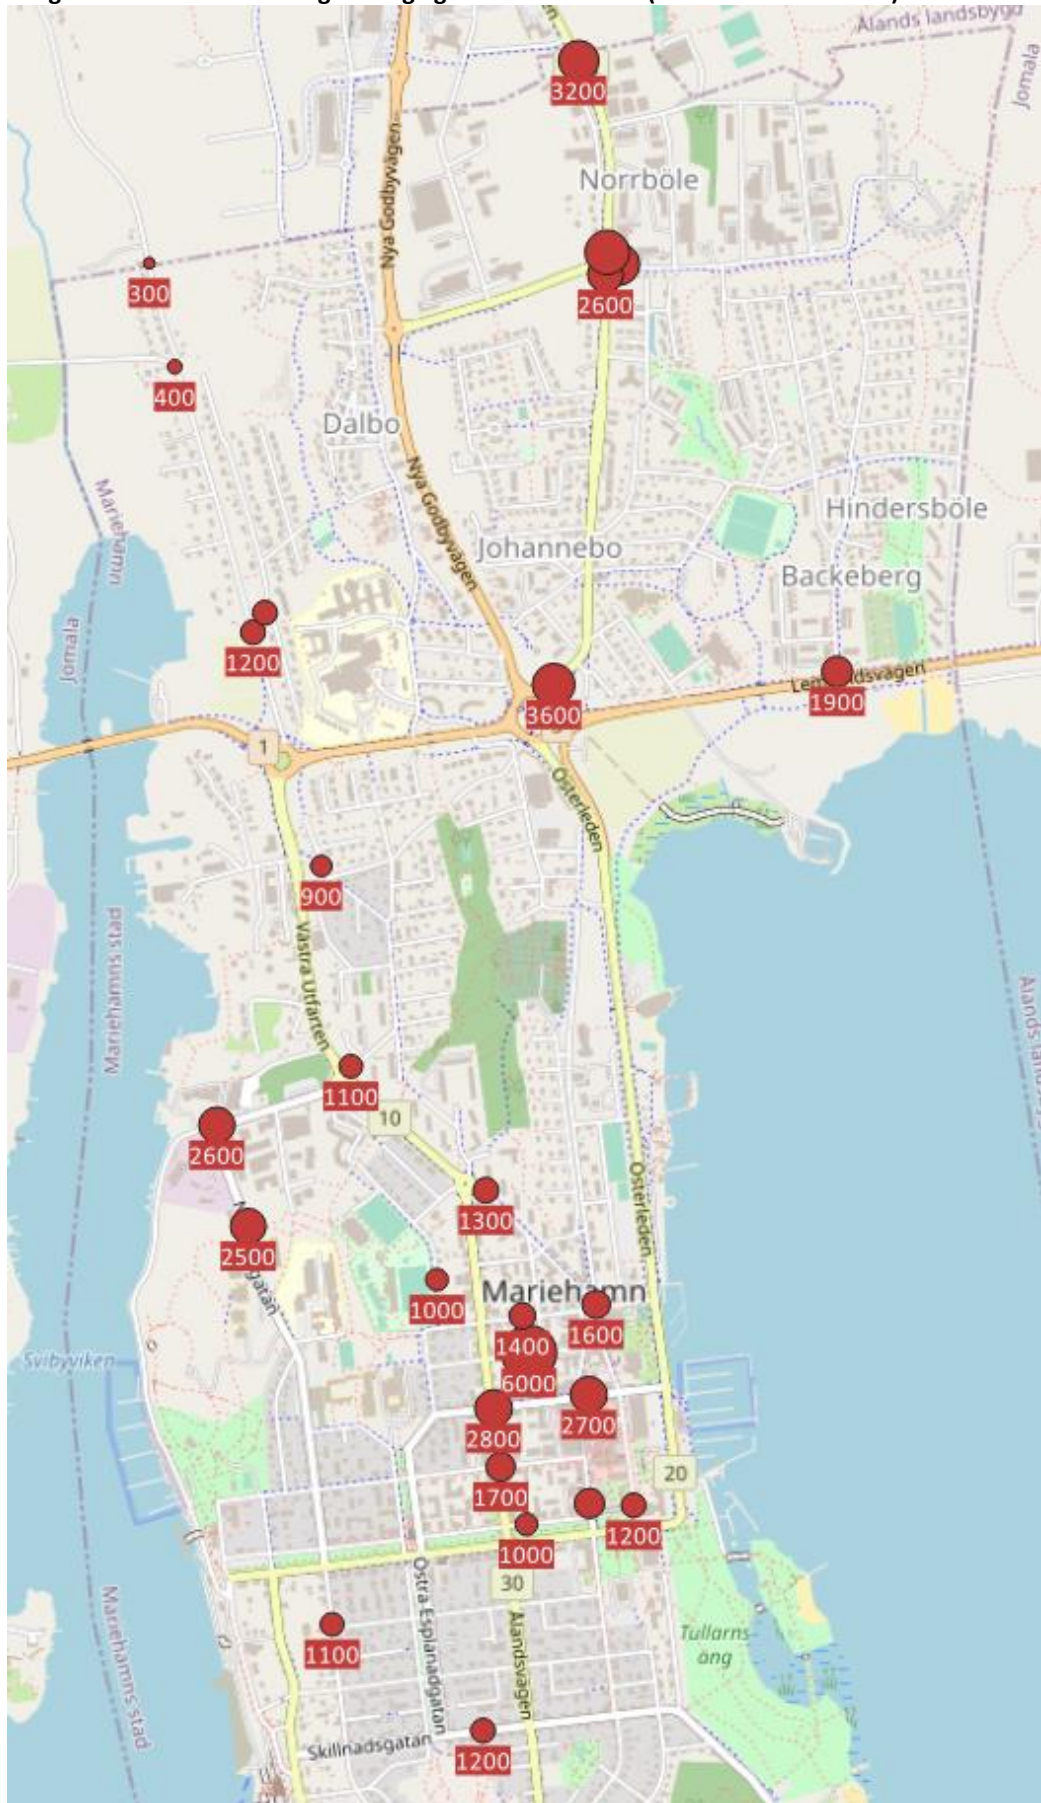 Ålands landsbygd
Jomala
3200
Nya Godbyvägen
Norrböle
300
2600
400
Dalbo
Nya Godbyvägen
Mariehamn
Hindersböle
Johannebo
Backeberg
Jomala
1200
3600
1900
1
Österleden
900
Västra Utfarten
Mariehamns stad
1100
10
2600
1300
Österleden
2500
1000
Mariehamn
1400
1600
6000
Svibyviken
2700
2800
20
1700
1200
1000
30
Östra Esplanadgatan
Ålandsvägen
1100
Tullarns
äng
Mariehamns stad
Skillnadsgatan
1200